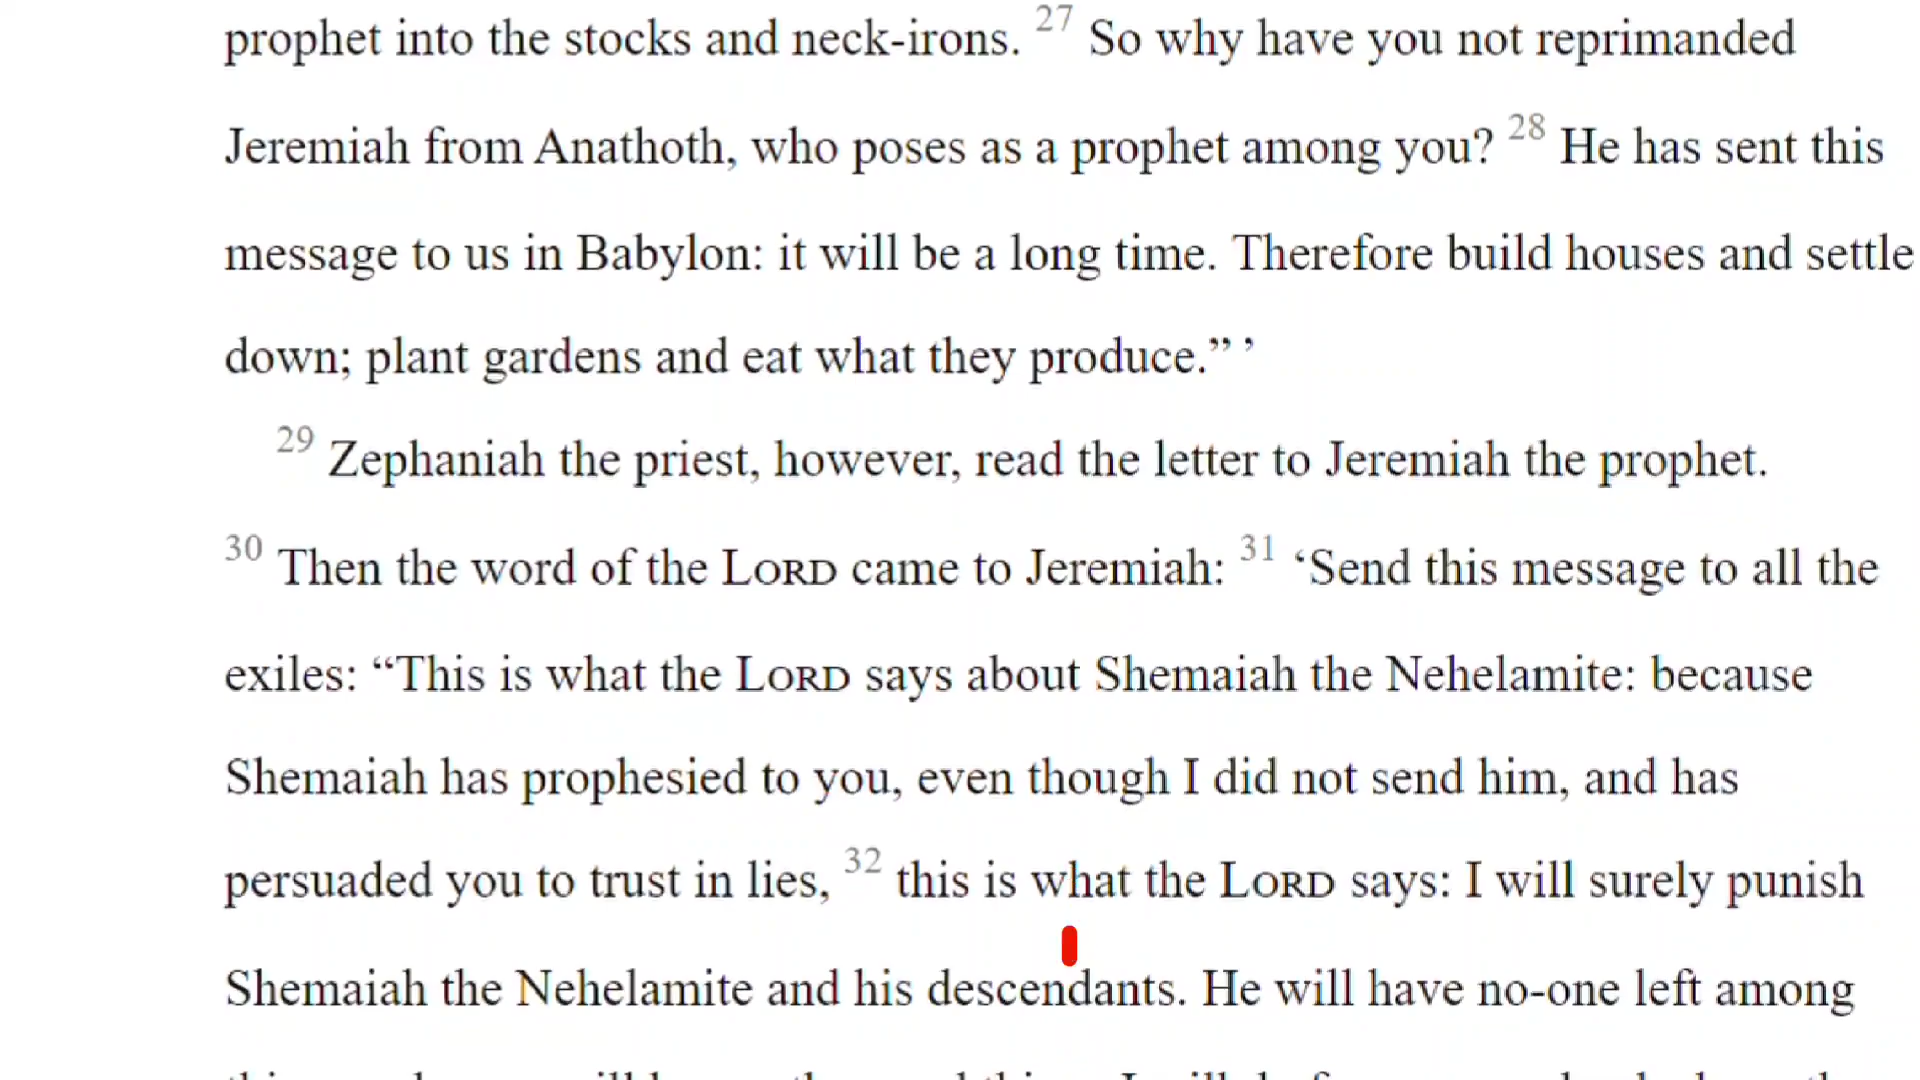 prophet into the stocks and neck-irons. 27 So why have you not reprimanded
Jeremiah from Anathoth, who poses as a prophet among you? 28 He has sent this
message to us in Babylon: it will be a long time. Therefore build houses and settle
down; plant gardens and eat what they produce.” ’
29 Zephaniah the priest, however, read the letter to Jeremiah the prophet.
30 Then the word of the LORD came to Jeremiah: 31 ‘Send this message to all the
exiles: “This is what the LORD says about Shemaiah the Nehelamite: because
Shemaiah has prophesied to you, even though I did not send him, and has
persuaded you to trust in lies, 32 this is what the LORD says: I will surely punish
Shemaiah the Nehelamite and his descendants. He will have no-one left among